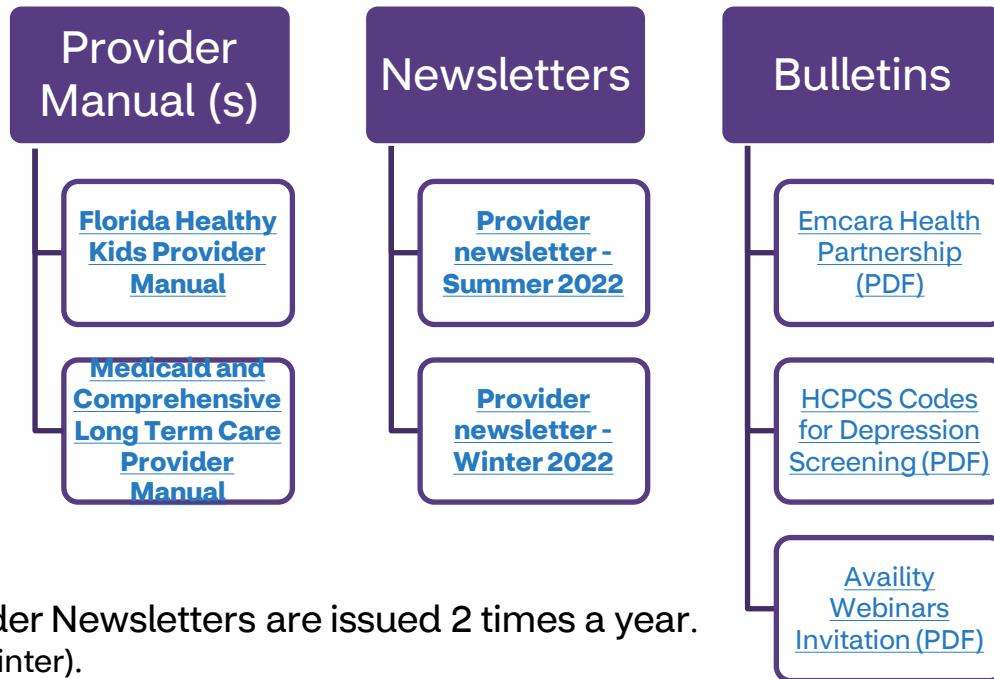 Provider
Manual (s)
Florida Healthy
Kids Provider
Manual
Medicaid and
Comprehensive
Long Term Care
Provider
Manual
Newsletters
Provider
newsletter -
Summer 2022
Provider
newsletter -
Winter 2022
Bulletins
Emcara Health
Partnership
(PDF)
HCPCS Codes
for Depression
Screening (PDF)
Availity
Webinars
Invitation (PDF)
Newsletters are issued 2 times a year.